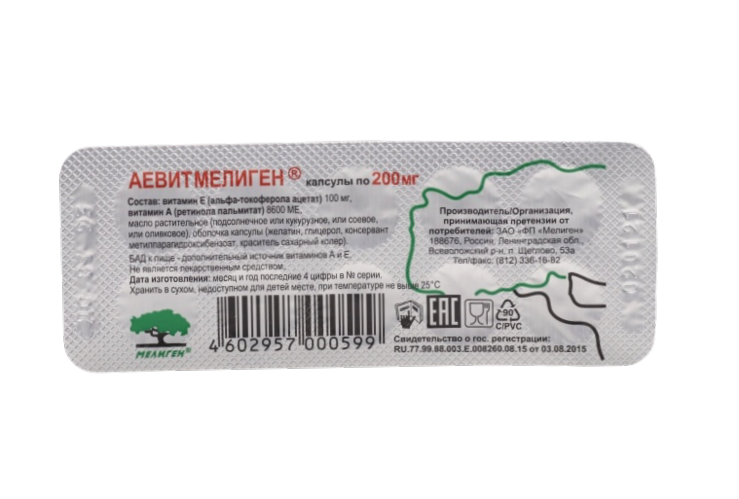 АЕВИТМЕЛИГЕН® капсулы по 200мг
Состав: витамин Е (альфа-токоферола ацетат) 100 мг,
витамин А (ретинола пальмитат) 8600 МЕ,
масло растительное (подсолнечное или кукурузное, или соевое,
или оливковое), оболочка капсулы (желатин, глицерол, консервант
метилпарагидроксибензоат, краситель сахарный колер).
БАД к пище - дополнительный источник витаминов А и Е.
Не является лекарственным средством.
Дата изготовления: месяц и год последние 4 цифры в № серии.
Хранить в сухом, недоступном для детей месте, при температуре не выше 25°С
МЕЛИГЕН®
4 602957 000599
Производитель/Организация,
принимающая претензии от
потребителей: ЗАО «ФП «Мелиген»
188676, Россия, Ленинградская обл.,
Всеволожский р-н, п. Щеглово, 53а
Тел/факс: (812) 336-16-82
EAC
90
C/PVC
Свидетельство о гос. регистрации:
RU.77.99.88.003.Е.008260.08.15 от 03.08.2015